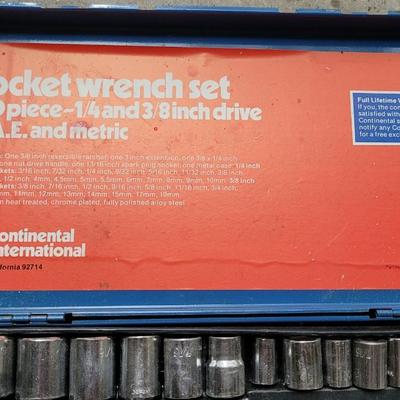 ocket wrench set
piece-1/4 and 3/8 inch drive
.E. and metric
One 3/8 inch reversible ratchet, one 3 inch extension, one 3/8 x 1/4 inch
one nut drive handle, one 13/16 inch spark plug socket, one metal case. 1/4 inch
kets: 3/16, 7/32 inch, 1/4 inch, 9/32 inch, 5/16 inch, 11/32 inch, 3/8
1/2 inch, 4mm, 4.5mm, 5mm, 5.5mm, 6mm, 7mm, 8mm, 9mm, 10mm, 3/8 inch
kets: 3/8 inch, 7/16 inch, 1/2 inch, 9/16 inch, 5/8 inch, 11/16 inch, 3/4 inch,
11mm, 12mm, 13mm, 14mm, 15mm, 17mm, 19mm.
heat treated, chrome plated, fully polished alloy steel
ontinental
nternational
ifornia 92714
Full Lifetime W
If you, the con
satisfied with
Continental s
notify any Co
for a free exc